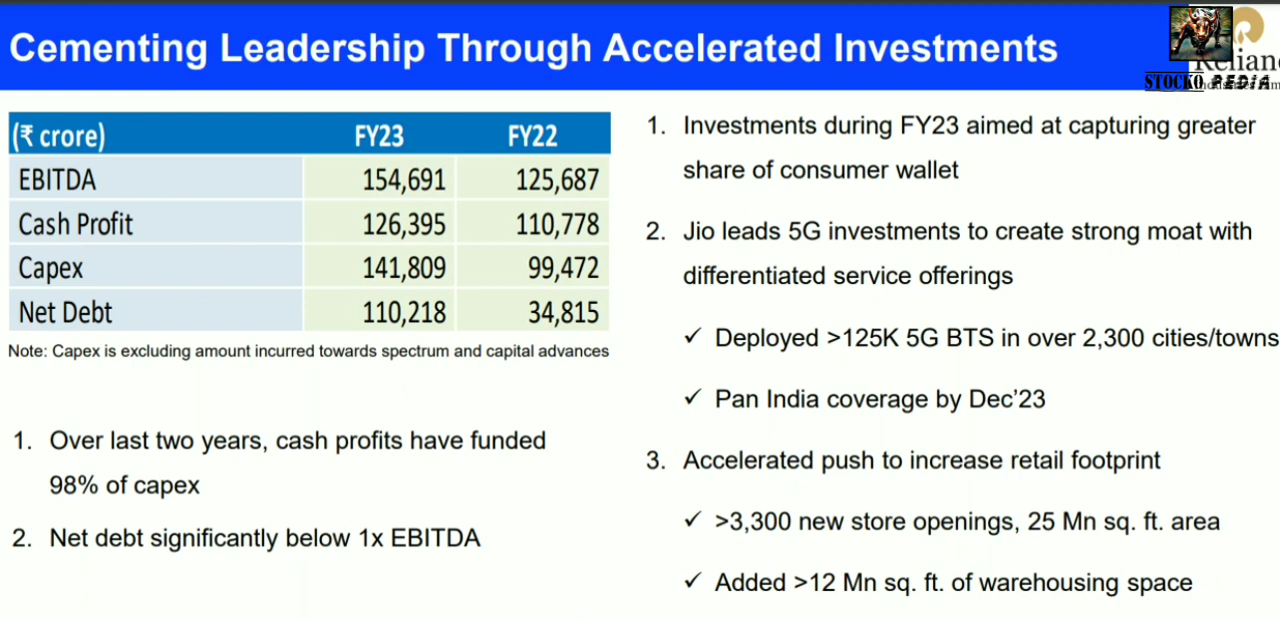 Cementing Leadership Through Accelerated Investments
STOCKO PEDIA
(₹ crore) FY23 FY22
EBITDA 154,691 125,687
Cash Profit 126,395 110,778
Capex 141,809 99,472
Net Debt 110,218 34,815
Note: Capex is excluding amount incurred towards spectrum and capital advances
1. Over last two years, cash profits have funded
98% of capex
2. Net debt significantly below 1x EBITDA
1. Investments during FY23 aimed at capturing greater
share of consumer wallet
2. Jio leads 5G investments to create strong moat with
differentiated service offerings
✓ Deployed >125K 5G BTS in over 2,300 cities/towns
✓ Pan India coverage by Dec’23
3. Accelerated push to increase retail footprint
✓ >3,300 new store openings, 25 Mn sq. ft. area
✓ Added >12 Mn sq. ft. of warehousing space